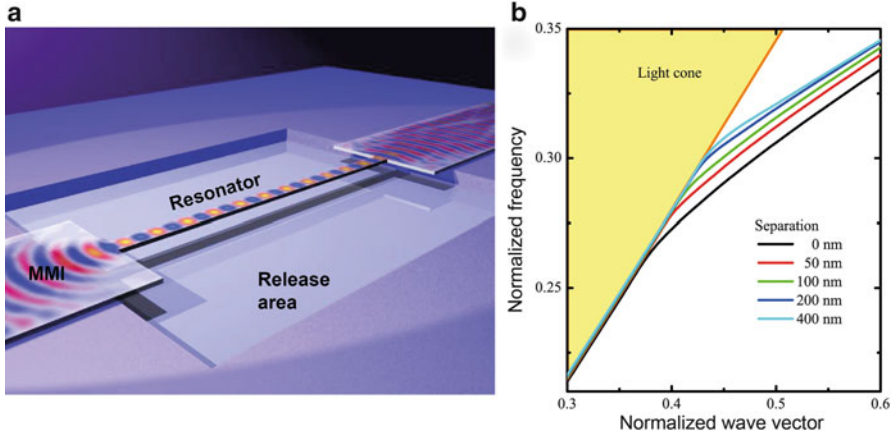 a
Resonator
MMI
Release
area
b
0.35
Light cone
0.30
Normalized frequency
0.25
Separation
0 nm
50 nm
100 nm
200 nm
400 nm
0.3
0.4
0.5
0.6
Normalized wave vector